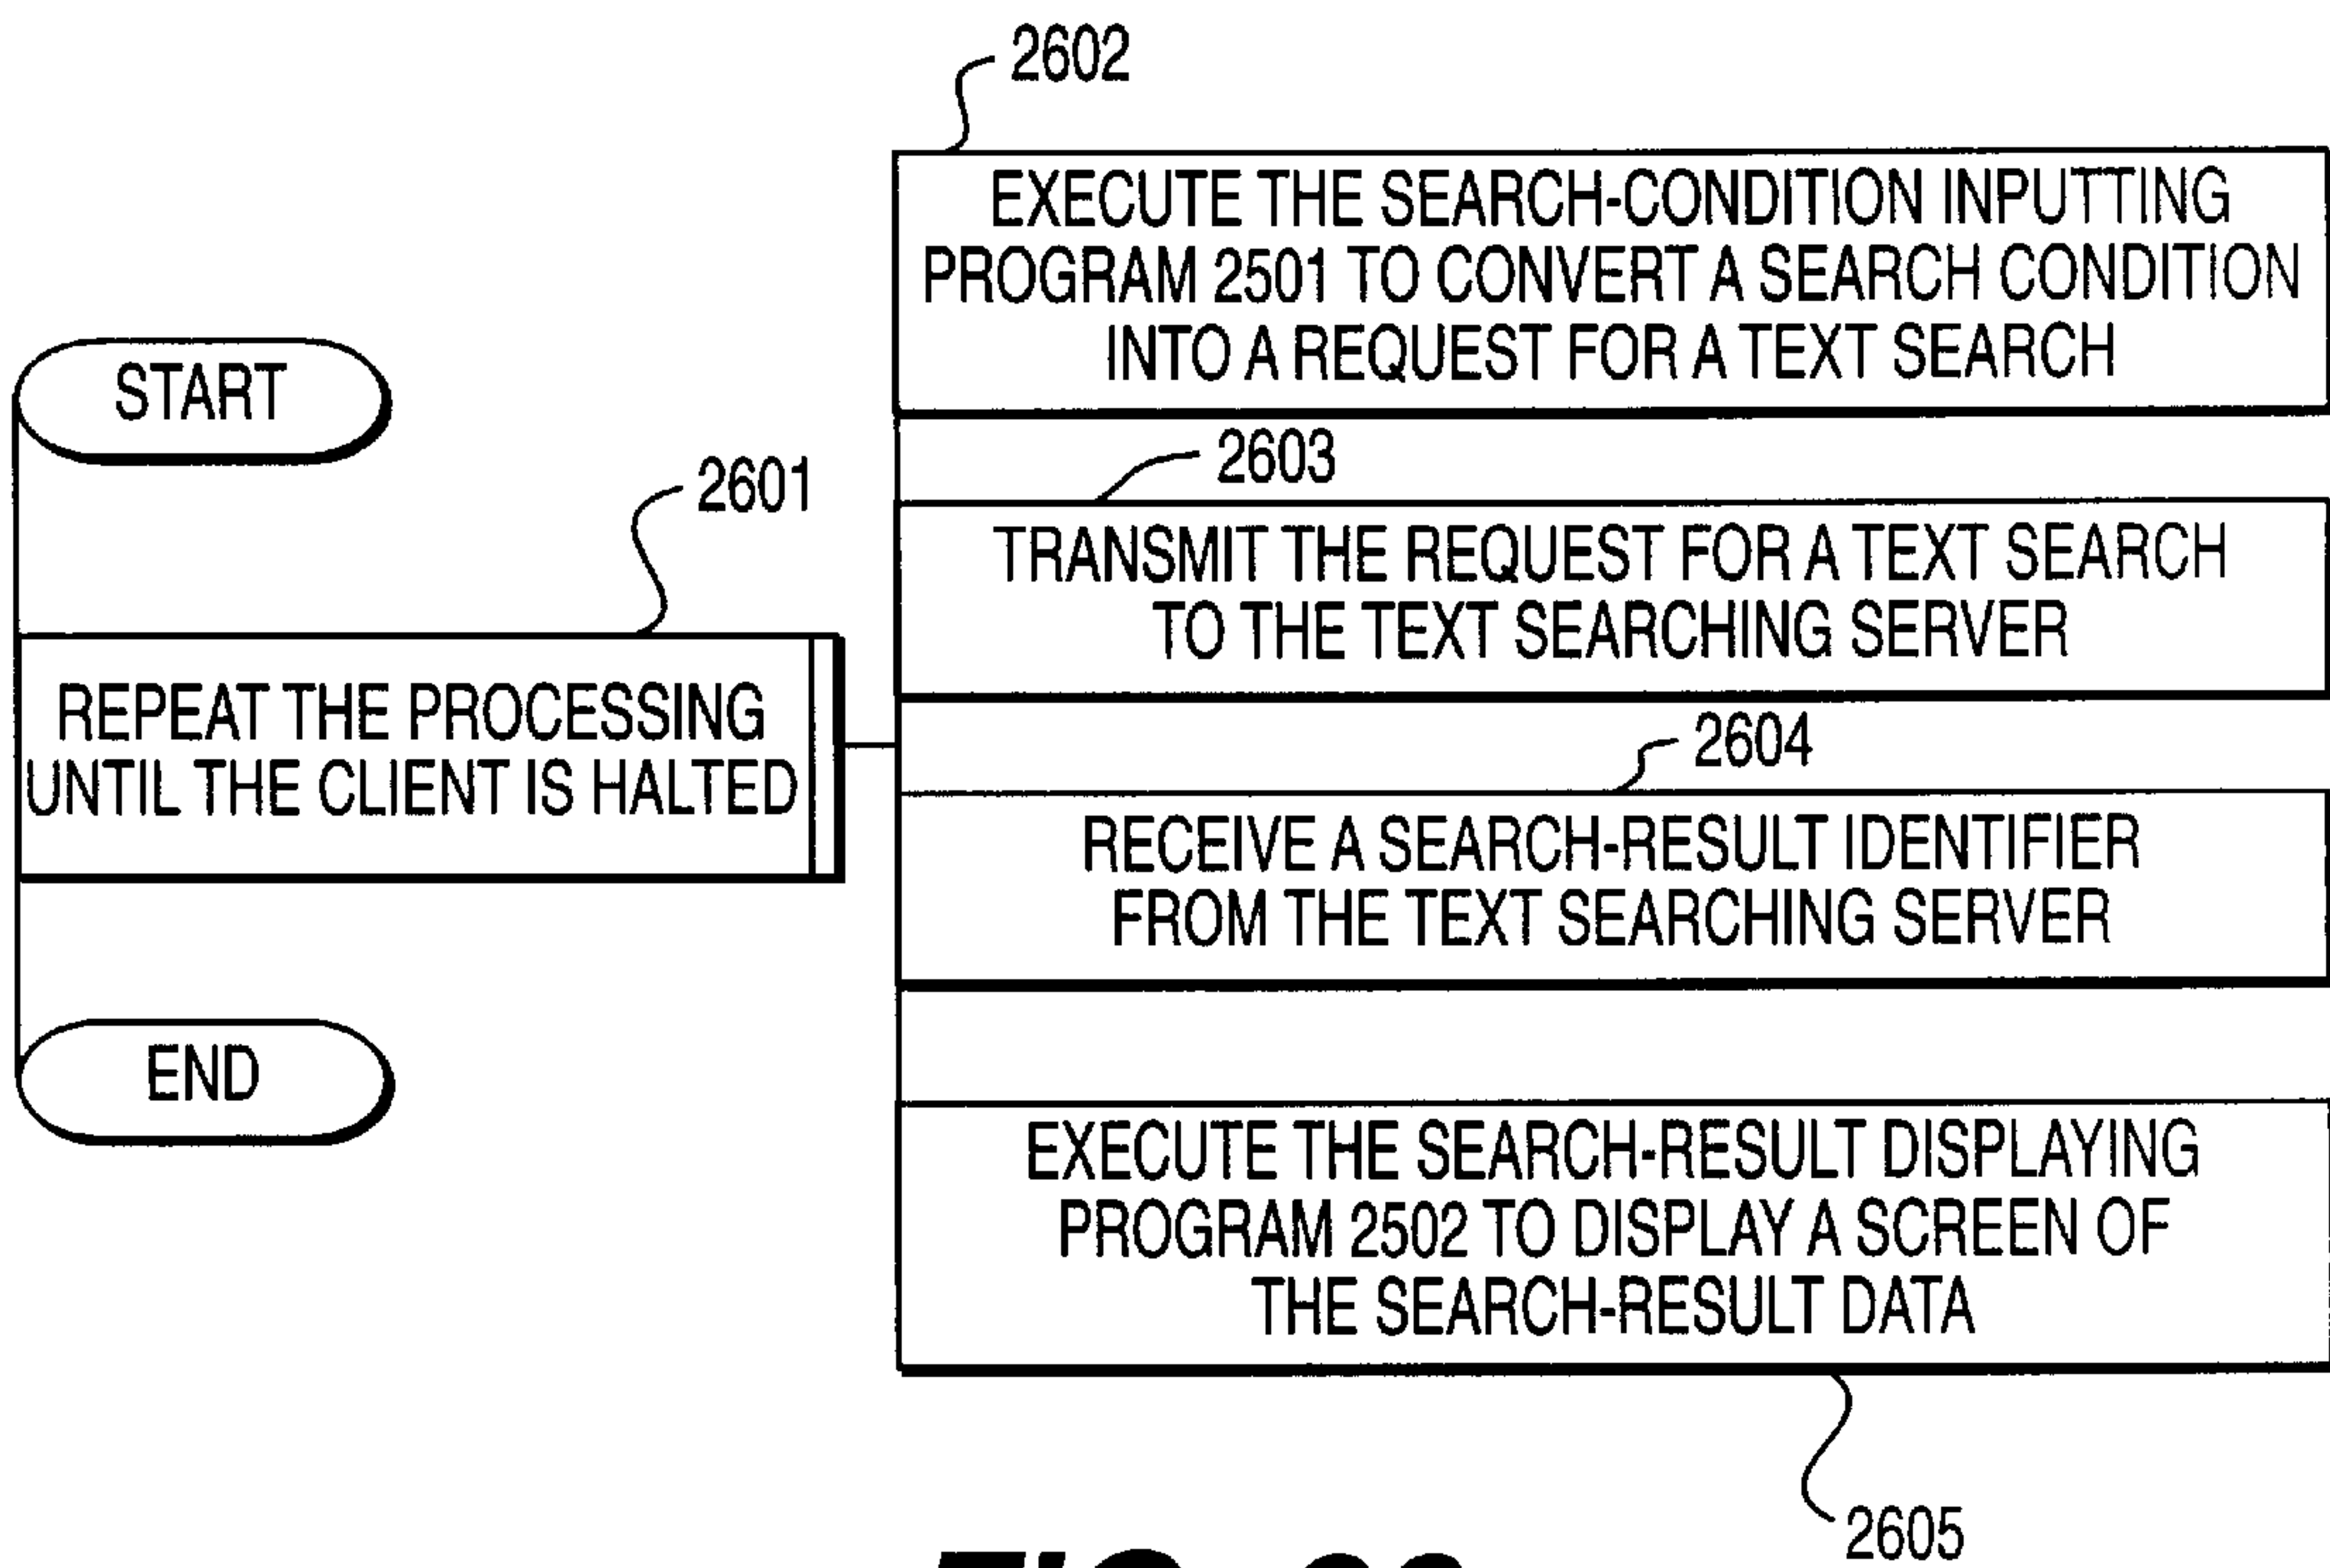 2602
EXECUTE THE SEARCH-CONDITION INPUTTING
PROGRAM 2501 TO CONVERT A SEARCH CONDITION
INTO A REQUEST FOR A TEXT SEARCH
START
2601
REPEAT THE PROCESSING
UNTIL THE CLIENT IS HALTED
END
2603
TRANSMIT THE REQUEST FOR A TEXT SEARCH
TO THE TEXT SEARCHING SERVER
2604
RECEIVE A SEARCH-RESULT IDENTIFIER
FROM THE TEXT SEARCHING SERVER
EXECUTE THE SEARCH-RESULT DISPLAYING
PROGRAM 2502 TO DISPLAY A SCREEN OF
THE SEARCH-RESULT DATA
2605